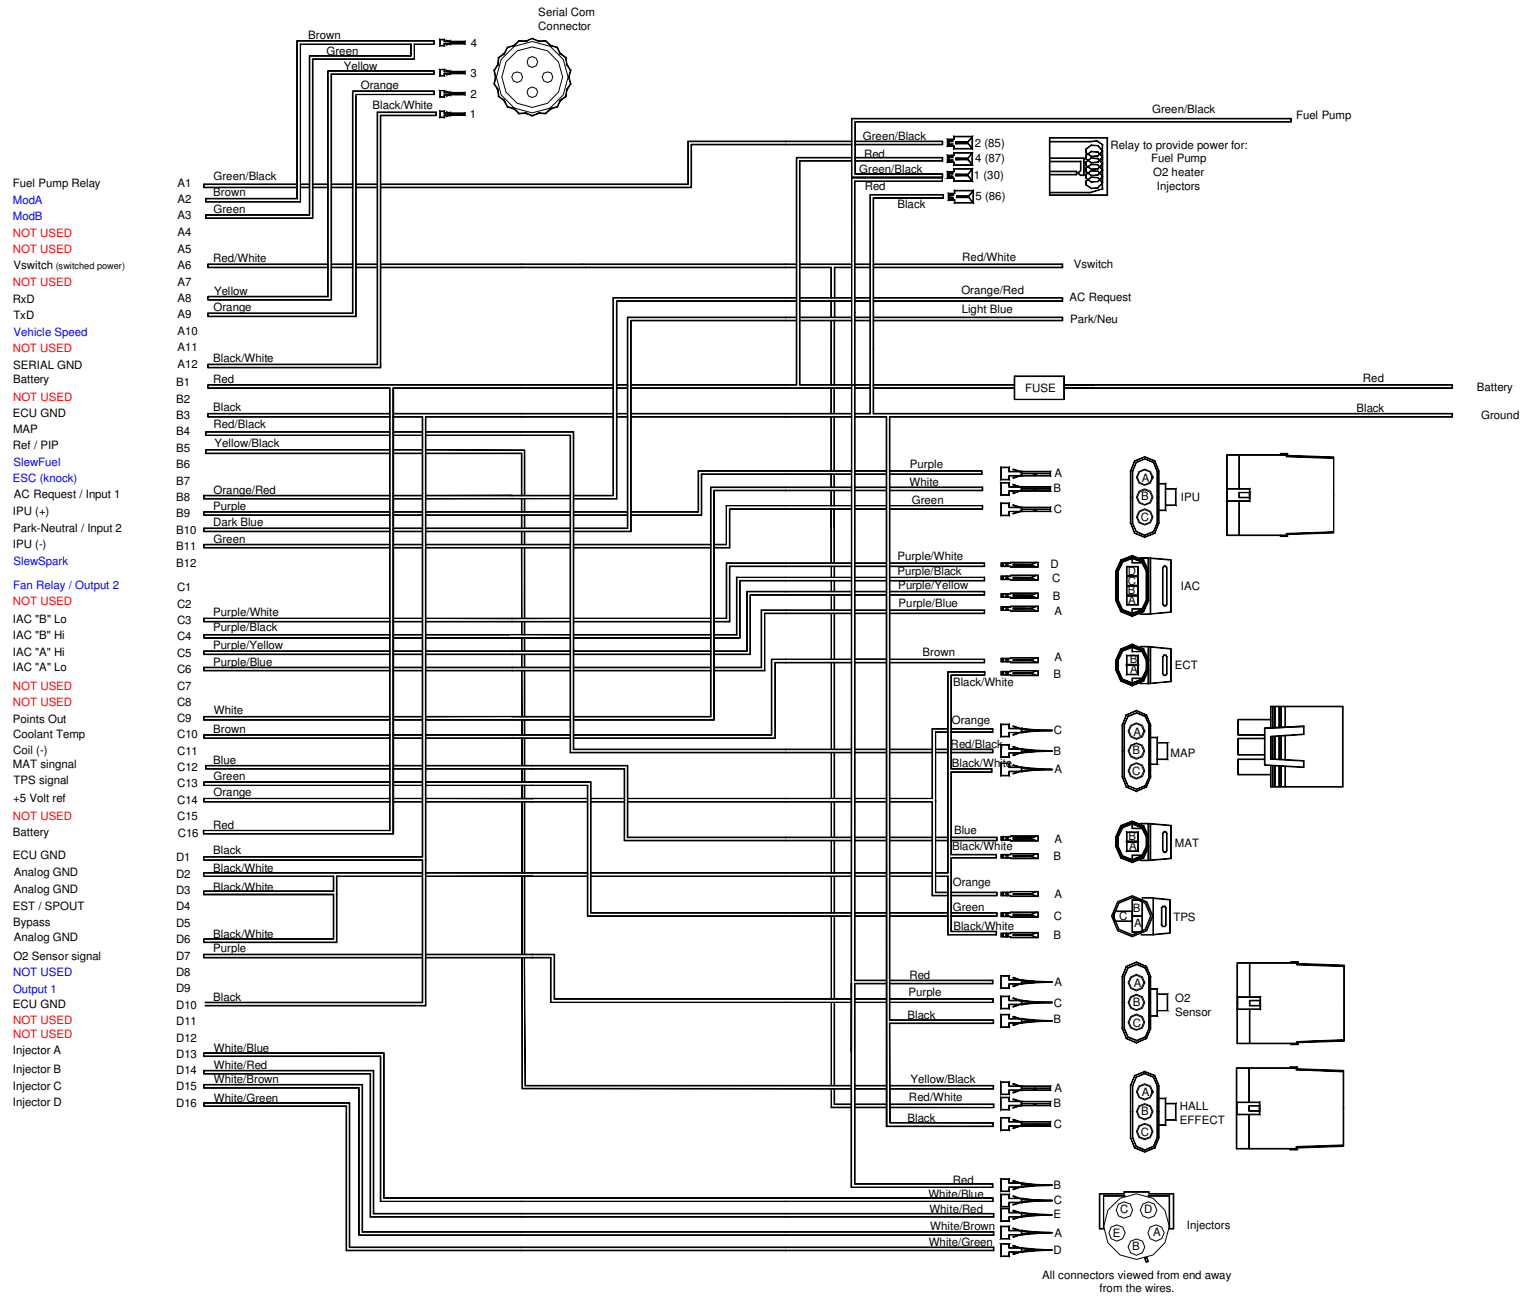 Serial Com
Connector
Brown
Green
Yellow
Orange
Black/White
4
3
2
1
Green/Black
Fuel Pump
Green/Black
Red
Green/Black
Red
Black
2 (85)
4 (87)
1 (30)
5 (86)
Relay to provide power for:
Fuel Pump
O2 heater
Injectors
Fuel Pump Relay A1 Green/Black
ModA A2 Brown
ModB A3 Green
NOT USED A4
NOT USED A5
Vswitch (switched power) A6 Red/White Red/White Vswitch
NOT USED A7
RxD A8 Yellow Orange/Red AC Request
TxD A9 Orange Light Blue Park/Neu
Vehicle Speed A10
NOT USED A11
SERIAL GND A12 Black/White
Battery B1 Red FUSE Red Battery
NOT USED B2
ECU GND B3 Black Black Ground
MAP B4 Red/Black
Ref / PIP B5 Yellow/Black
SlewFuel B6
ESC (knock) B7
AC Request / Input 1 B8 Orange/Red
IPU (+) B9 Purple
Park-Neutral / Input 2 B10 Dark Blue
IPU (-) B11 Green
SlewSpark B12
Fan Relay / Output 2 C1
NOT USED C2
IAC "B" Lo C3 Purple/White
IAC "B" Hi C4 Purple/Black
IAC "A" Hi C5 Purple/Yellow
IAC "A" Lo C6 Purple/Blue
NOT USED C7
NOT USED C8
Points Out C9 White
Coolant Temp C10 Brown
Coil (-) C11
MAT singnal C12 Blue
TPS signal C13 Green
+5 Volt ref C14 Orange
NOT USED C15
Battery C16 Red
ECU GND D1 Black
Analog GND D2 Black/White
Analog GND D3 Black/White
EST / SPOUT D4
Bypass D5
Analog GND D6 Black/White
O2 Sensor signal D7 Purple
NOT USED D8
Output 1 D9
ECU GND D10 Black
NOT USED D11
NOT USED D12
Injector A D13 White/Blue
Injector B D14 White/Red
Injector C D15 White/Brown
Injector D D16 White/Green
Purple A
White B
Green C
A
B
C
IPU
Purple/White D
Purple/Black C
Purple/Yellow B
Purple/Blue A
D
C
B
A
IAC
Brown A
Black/White B
B
A
ECT
Orange C
Red/Black B
Black/White A
A
B
C
MAP
Blue A
Black/White B
B
A
MAT
Orange A
Green C
Black/White B
B
C
A
TPS
Red A
Purple C
Black B
A
B
C
O2
Sensor
Yellow/Black A
Red/White B
Black C
A
B
C
HALL
EFFECT
Red B
White/Blue C
White/Red E
White/Brown A
White/Green D
C D
E A
B
Injectors
All connectors viewed from end away
from the wires.